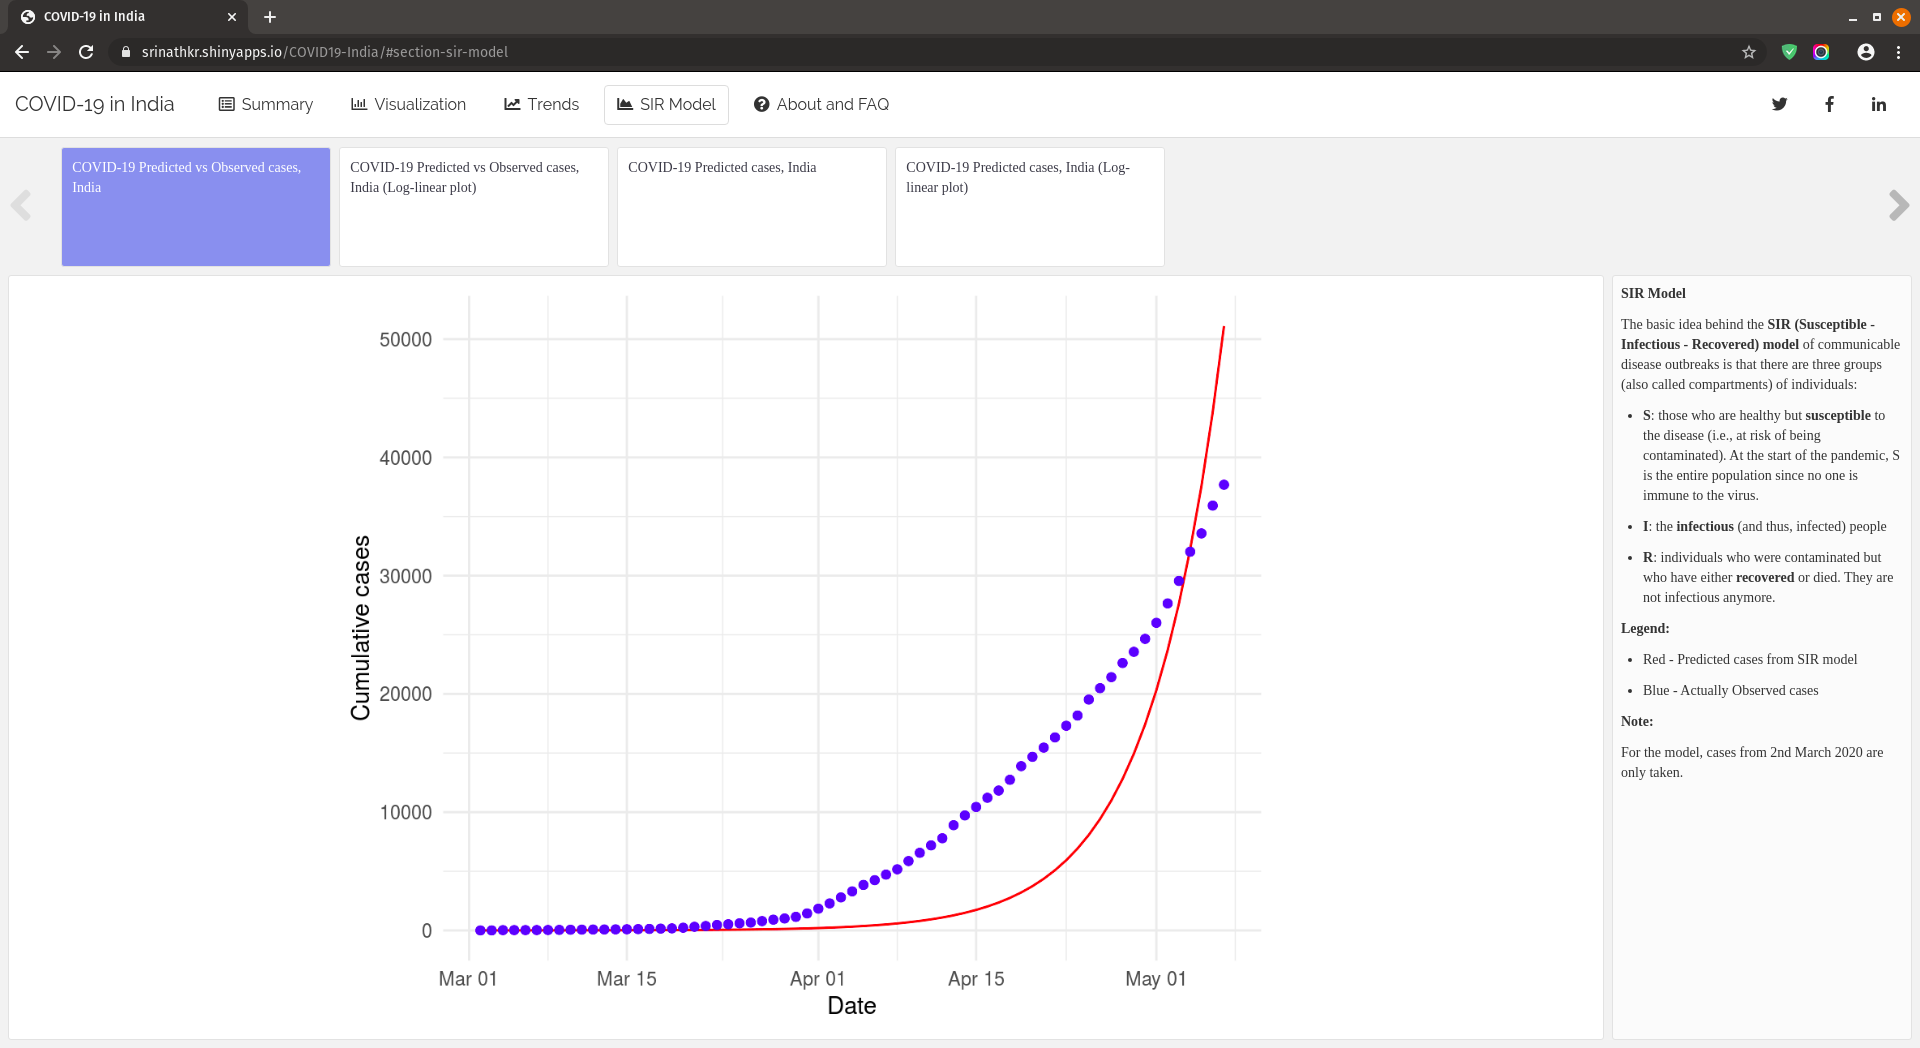 COVID-19 in India
srinathkr.shinyapps.io/COVID19-India/#section-sir-model
COVID-19 in India
Summary
Visualization
Trends
SIR Model
About and FAQ
COVID-19 Predicted vs Observed cases,
India
COVID-19 Predicted vs Observed cases,
India (Log-linear plot)
COVID-19 Predicted cases, India
COVID-19 Predicted cases, India (Log-
linear plot)
50000
40000
30000
20000
10000
0
Cumulative cases
Mar 01
Mar 15
Apr 01
Apr 15
May 01
Date
SIR Model
The basic idea behind the SIR (Susceptible -
Infectious - Recovered) model of communicable
disease outbreaks is that there are three groups
(also called compartments) of individuals:
• S: those who are healthy but susceptible to
the disease (i.e., at risk of being
contaminated). At the start of the pandemic, S
is the entire population since no one is
immune to the virus.
• I: the infectious (and thus, infected) people
• R: individuals who were contaminated but
who have either recovered or died. They are
not infectious anymore.
Legend:
• Red - Predicted cases from SIR model
• Blue - Actually Observed cases
Note:
For the model, cases from 2nd March 2020 are
only taken.